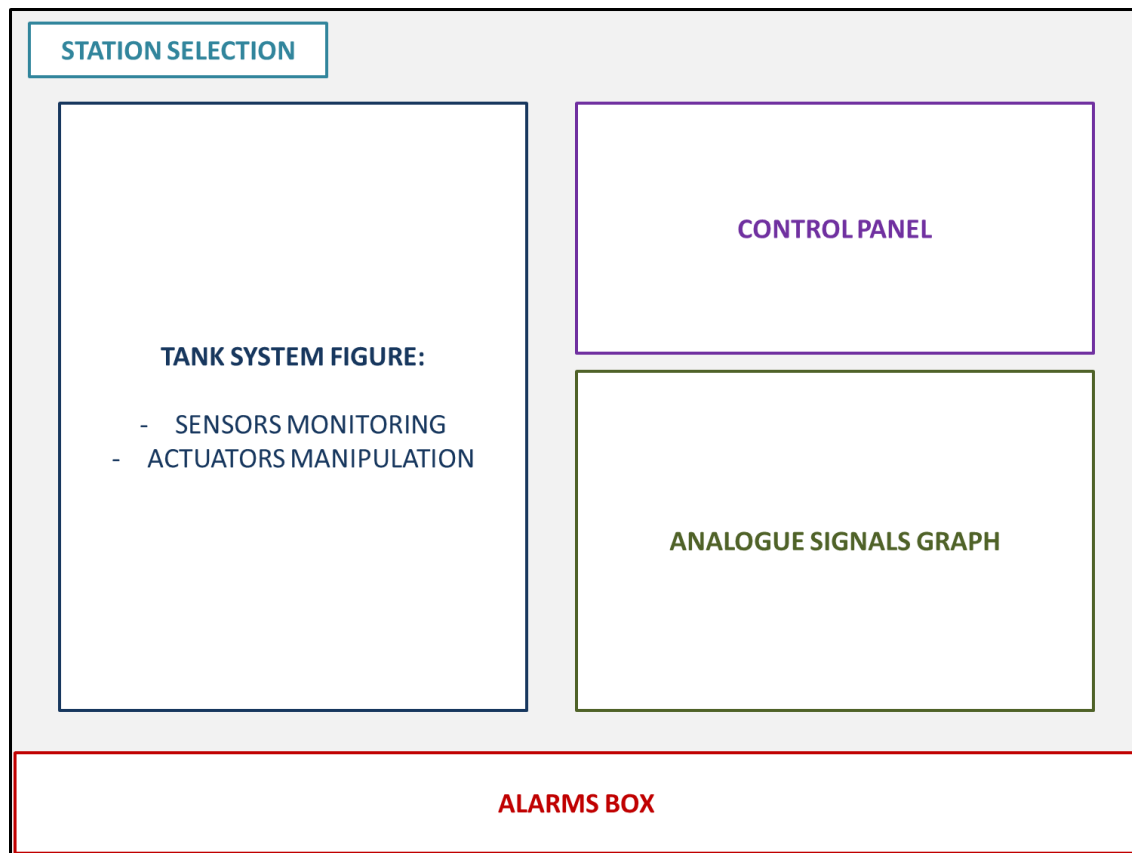 STATION SELECTION
TANK SYSTEM FIGURE:
- SENSORS MONITORING
- ACTUATORS MANIPULATION
CONTROL PANEL
ANALOGUE SIGNALS GRAPH
ALARMS BOX